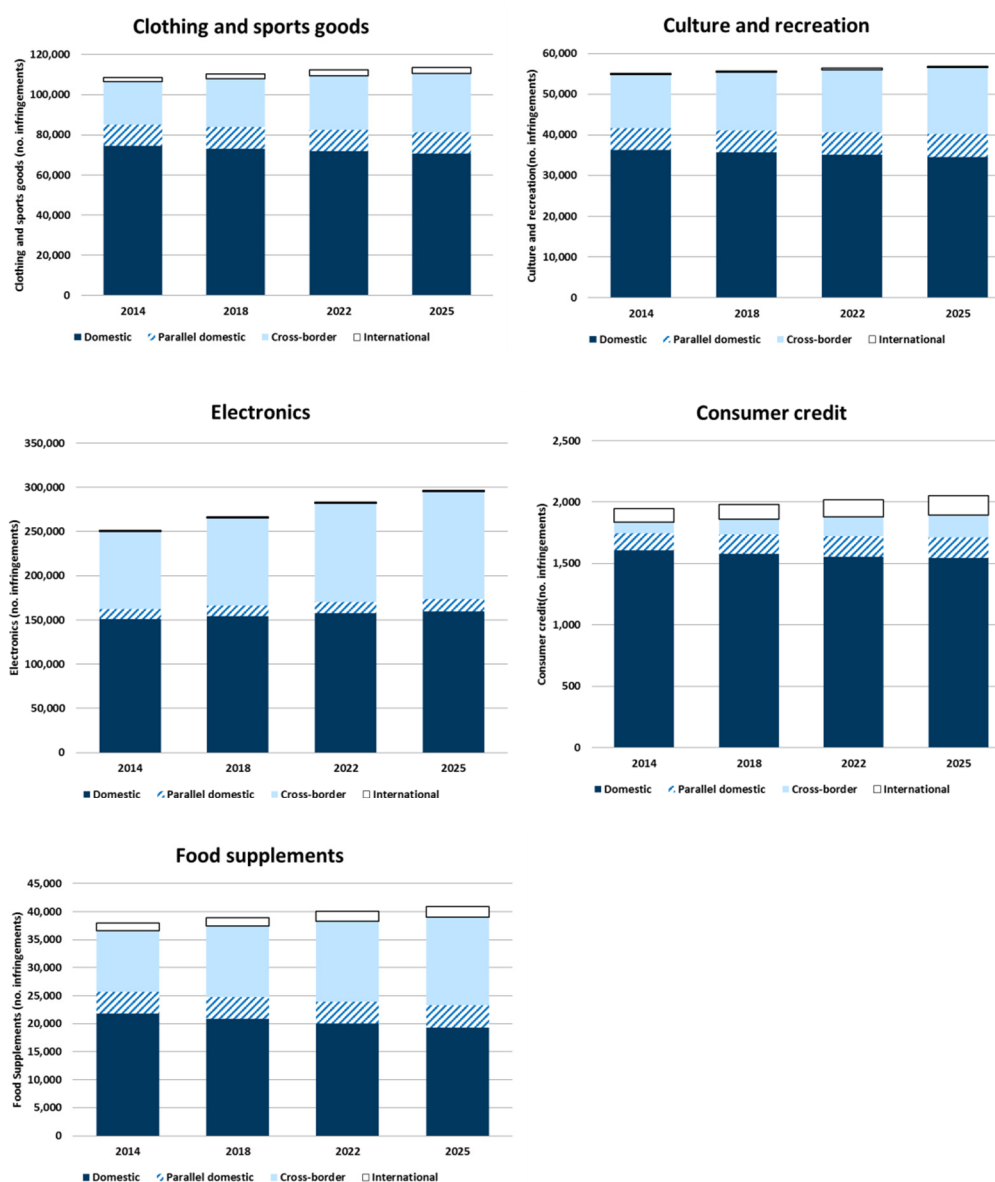 Clothing and sports goods
Clothing and sports goods (no. infringements)
120,000
100,000
80,000
60,000
40,000
20,000
0
2014 2018 2022 2025
Domestic Parallel domestic Cross-border International
Culture and recreation
Culture and recreation(no. infringements)
60,000
50,000
40,000
30,000
20,000
10,000
0
2014 2018 2022 2025
Domestic Parallel domestic Cross-border International
Electronics
Electronics (no. infringements)
350,000
300,000
250,000
200,000
150,000
100,000
50,000
0
2014 2018 2022 2025
Domestic Parallel domestic Cross-border International
Consumer credit
Consumer credit(no. infringements)
2,500
2,000
1,500
1,000
500
0
2014 2018 2022 2025
Domestic Parallel domestic Cross-border International
Food supplements
Food Supplements (no. infringements)
45,000
40,000
35,000
30,000
25,000
20,000
15,000
10,000
5,000
0
2014 2018 2022 2025
Domestic Parallel domestic Cross-border International